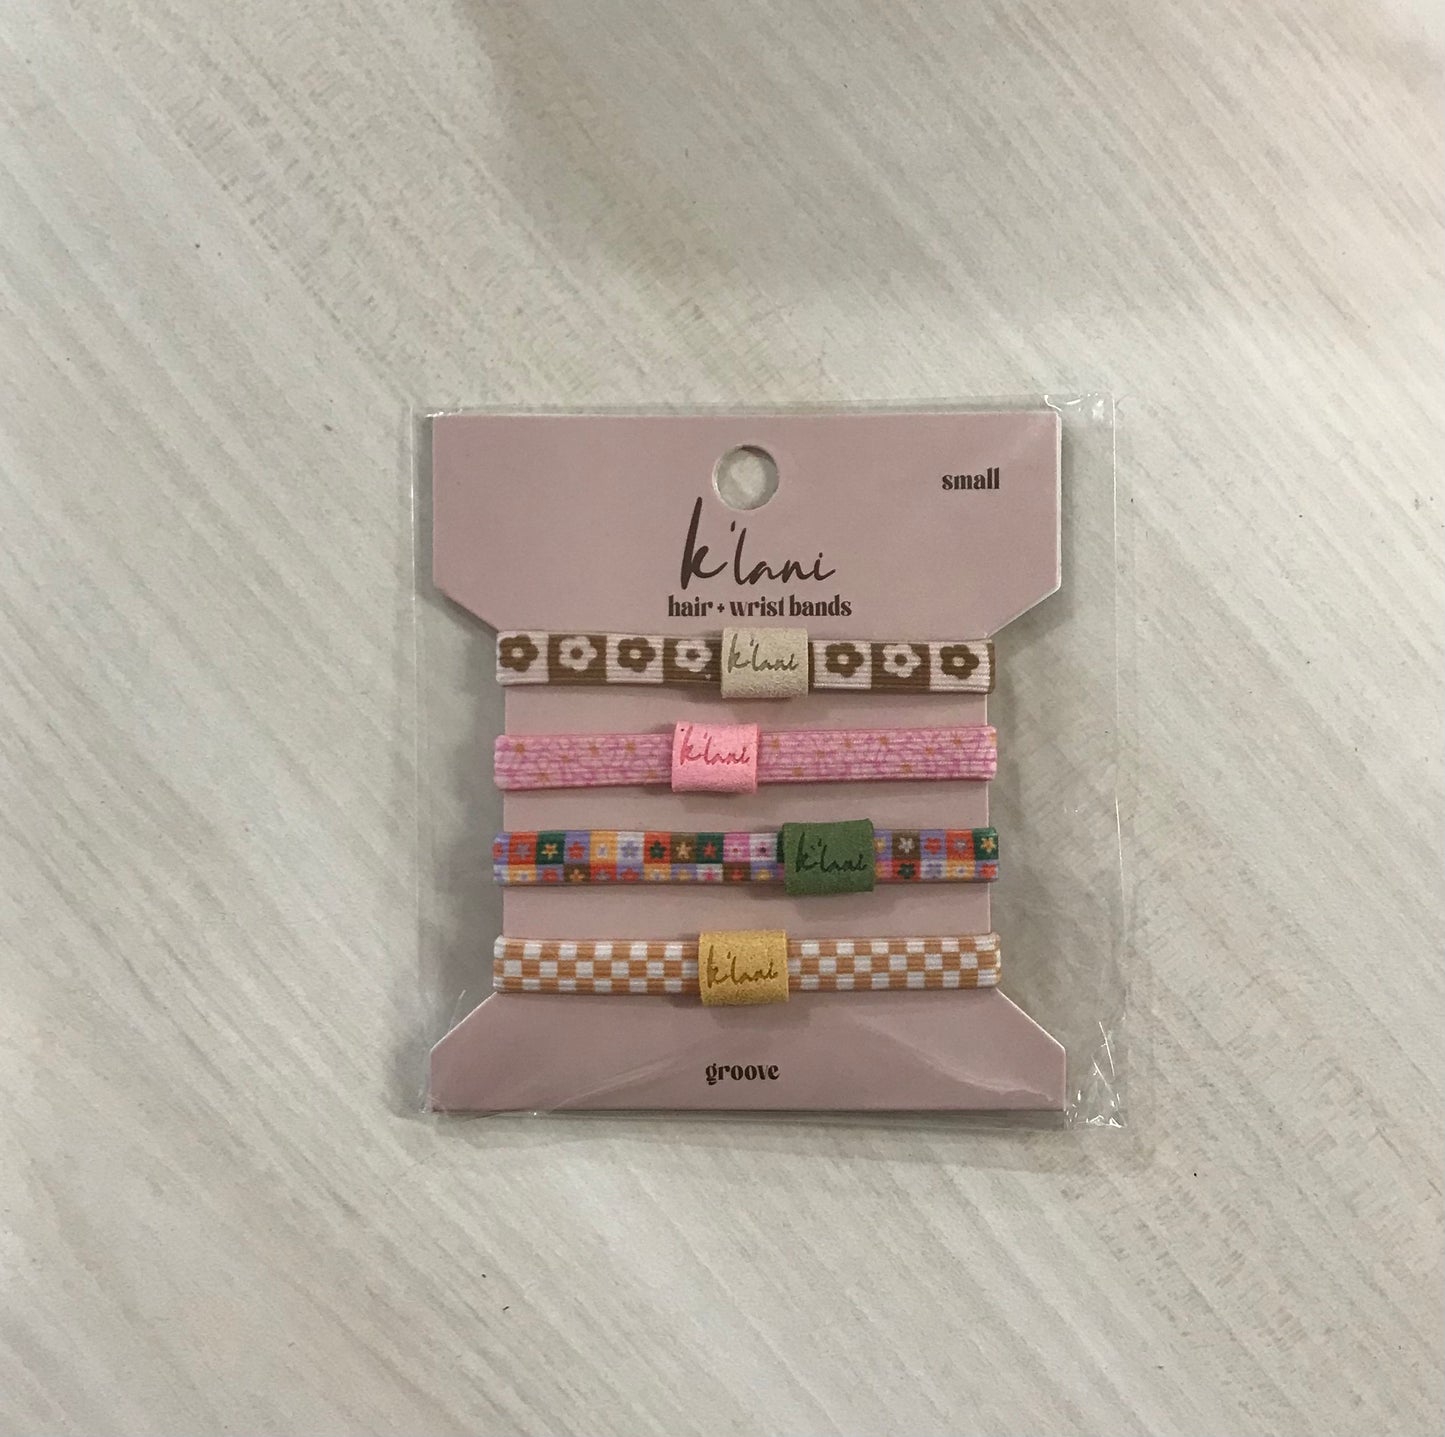 small
k'lani
hair + wrist bands
k'lani
k'lani
k'lani
k'lani
groove